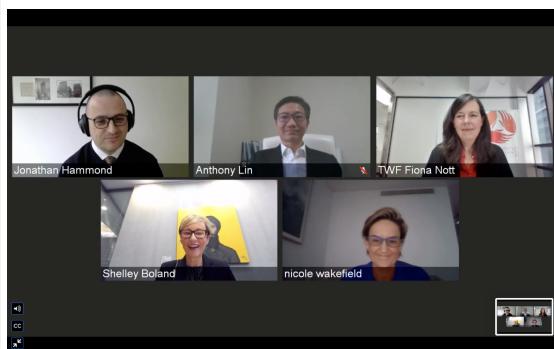 Jonathan Hammond
Anthony Lin
TWF Fiona Nott
Shelley Boland
nicole wakefield
CC